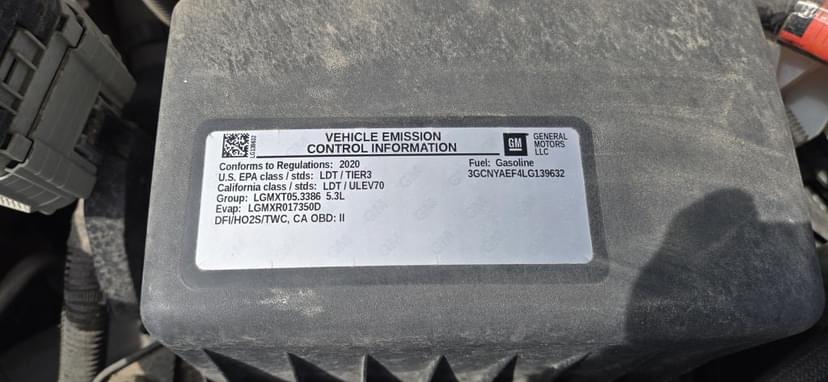 LG139632
VEHICLE EMISSION
CONTROL INFORMATION
GM
GENERAL
MOTORS
LLC
Conforms to Regulations: 2020
U.S. EPA class / stds: LDT / TIER3
California class / stds: LDT / ULEV70
Group: LGMXT05.3386 5.3L
Evap: LGMXR017350D
DFI/HO2S/TWC, CA OBD: II
Fuel: Gasoline
3GCNYAEF4LG139632